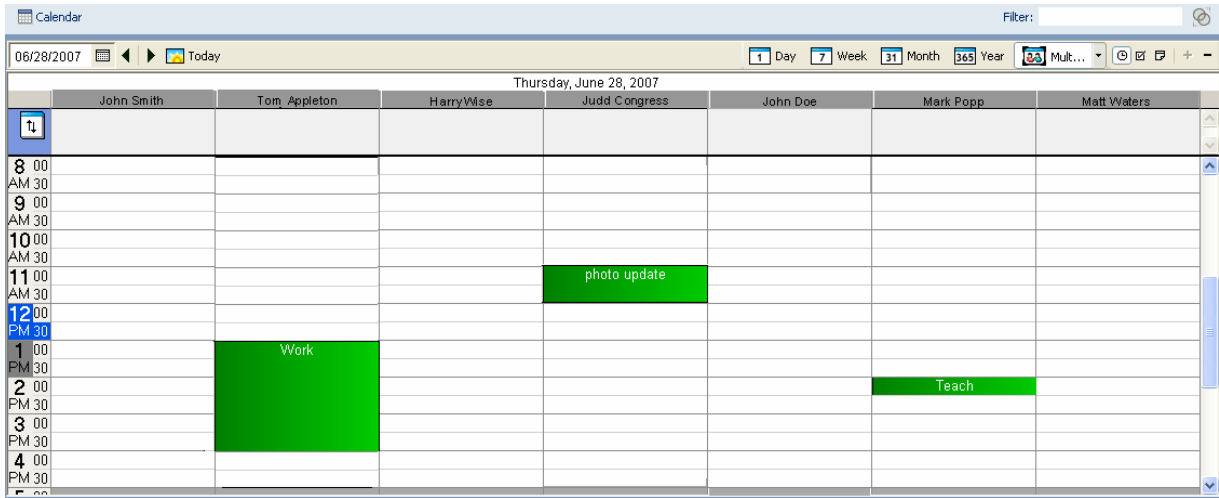 Calendar Filter:
06/28/2007 Today 1 Day 7 Week 31 Month 365 Year Mult...
Thursday, June 28, 2007
John Smith Tom Appleton Harry Wise Judd Congress John Doe Mark Popp Matt Waters
8 00
AM 30
9 00
AM 30
10 00
AM 30
11 00 photo update
AM 30
12 00
PM 30
1 00 Work
PM 30
2 00 Teach
PM 30
3 00
PM 30
4 00
PM 30